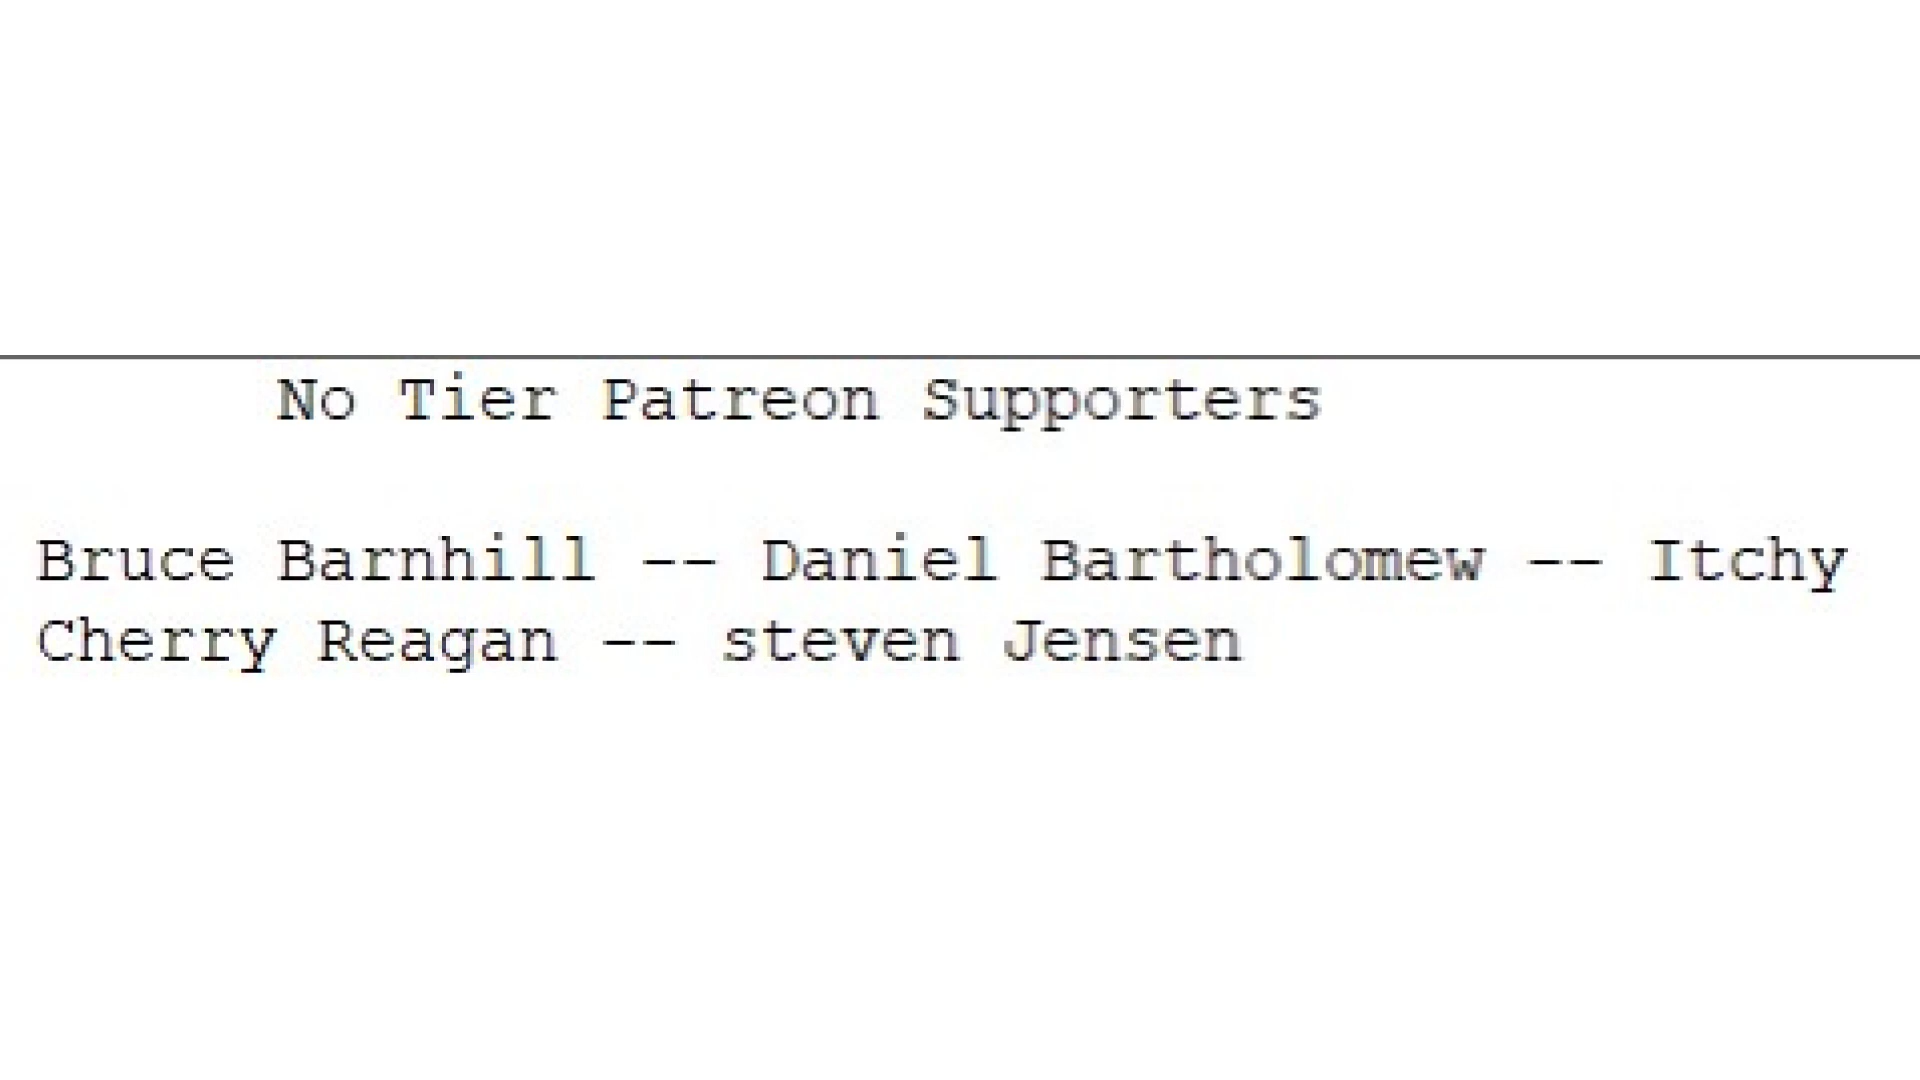 No Tier Patreon Supporters
Bruce Barnhill -- Daniel Bartholomew -- Itchy
Cherry Reagan -- steven Jensen